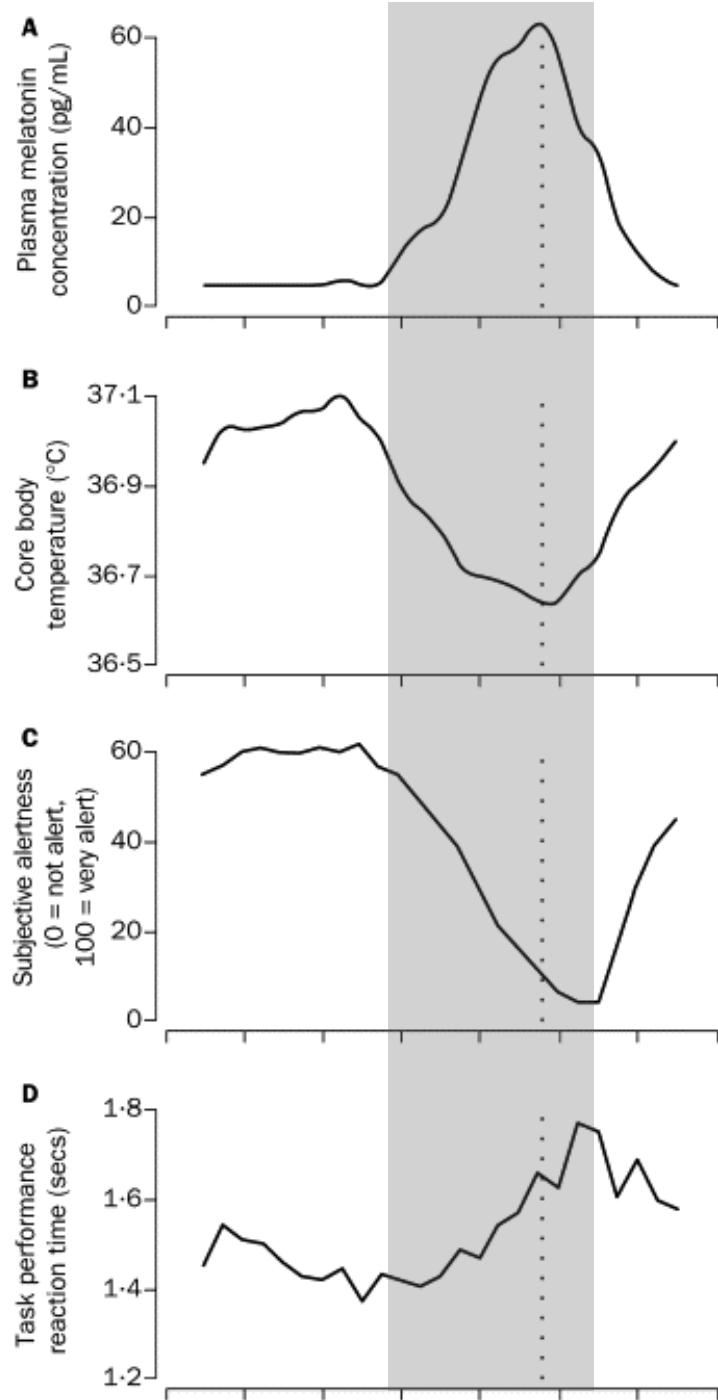 A
Plasma melatonin
concentration (pg/mL)
60
40
20
0
B
Core body
temperature (°C)
37·1
36·9
36·7
36·5
C
Subjective alertness
(0 = not alert,
100 = very alert)
60
40
20
0
D
Task performance
reaction time (secs)
1·8
1·6
1·4
1·2